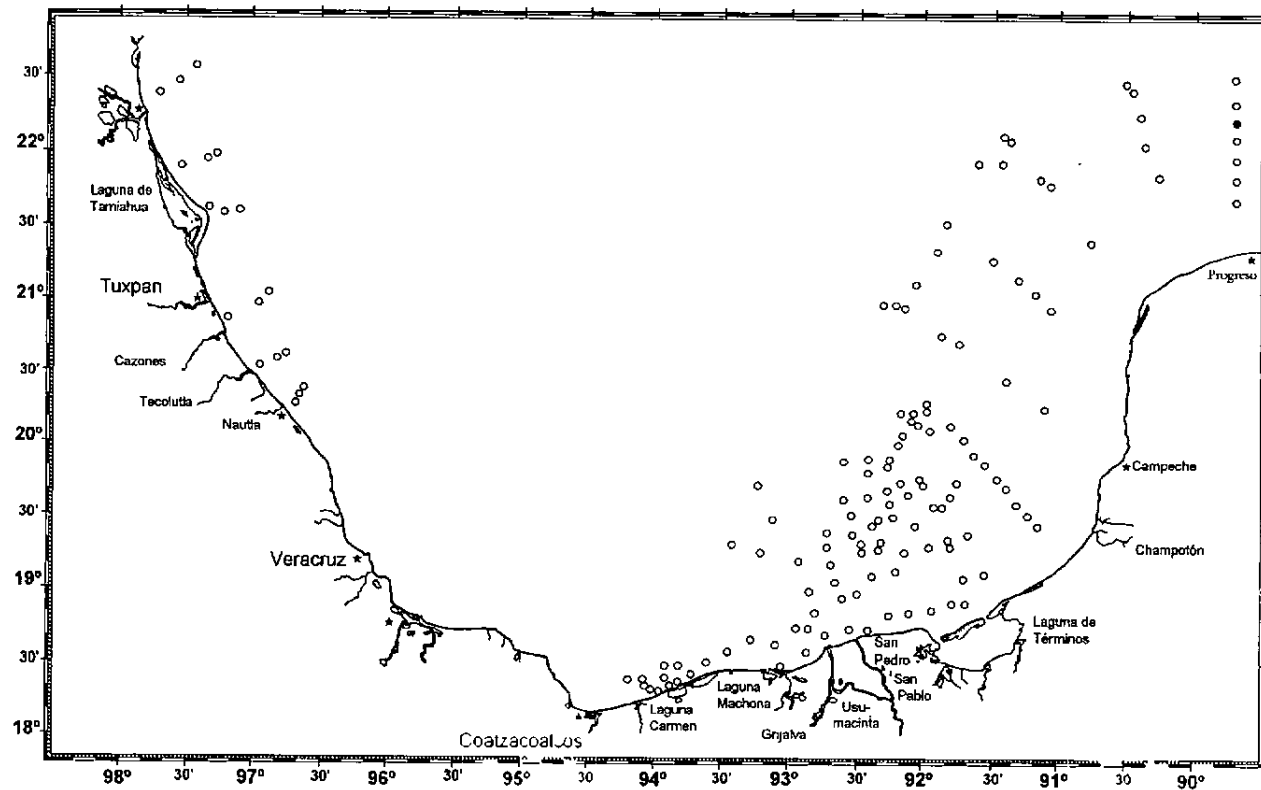 30'
22°
Laguna de
Tamiahua
30'
Tuxpan
21°
Progreso
Cazones
30'
Tecolutla
Nautla
20°
Campeche
30'
Veracruz
Champotón
19°
Laguna de
Términos
San
Pedro
San
Pablo
30'
Laguna
Machona
Laguna
Carmen
Usu-
macinta
Grijalva
18°
Coatzacoalcos
98° 30' 97° 30' 96° 30' 95° 30' 94° 30' 93° 30' 92° 30' 91° 30 90°